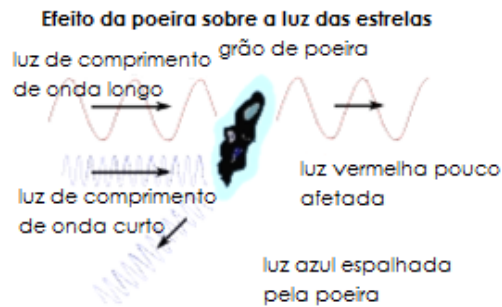 Efeito da poeira sobre a luz das estrelas
luz de comprimento
de onda longo
grão de poeira
luz de comprimento
de onda curto
luz vermelha pouco
afetada
luz azul espalhada
pela poeira